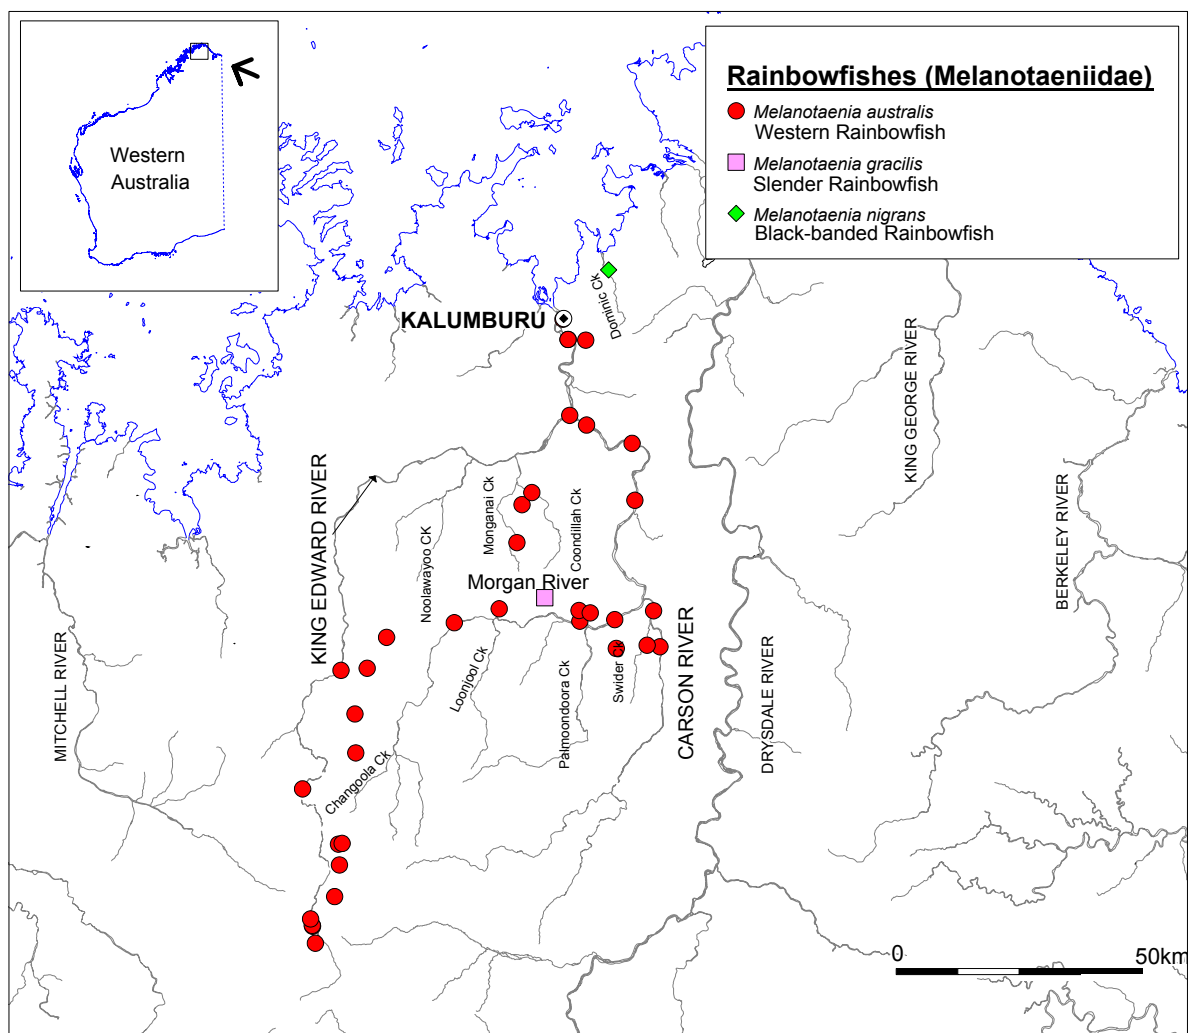 Western
Australia
Rainbowfishes (Melanotaeniidae)
Melanotaenia australis
Western Rainbowfish
Melanotaenia gracilis
Slender Rainbowfish
Melanotaenia nigrans
Black-banded Rainbowfish
Dominic Ck
KALUMBURU
KING GEORGE RIVER
KING EDWARD RIVER
Noolawayoo CK
Monganai Ck
Coondillah Ck
BERKELEY RIVER
Morgan River
MITCHELL RIVER
Loonjool Ck
Palmoondoora Ck
Swider Ck
CARSON RIVER
DRYSDALE RIVER
Changoola Ck
0 50km